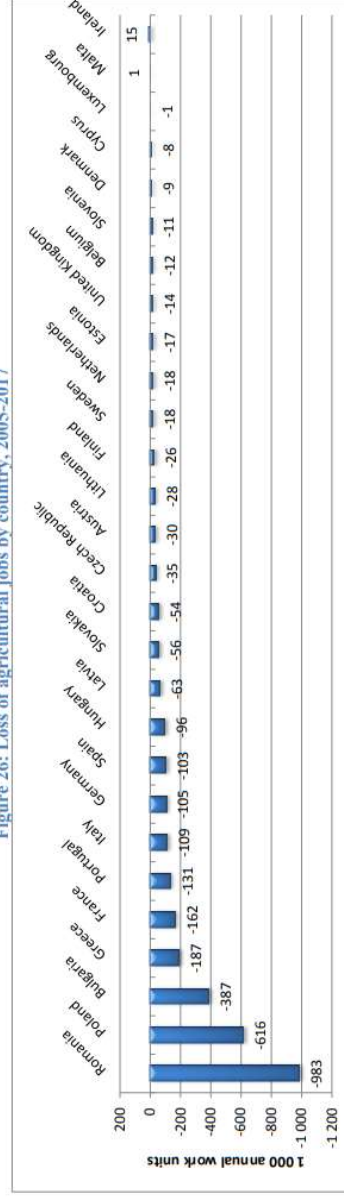 Figure 26: Loss of agricultural jobs by country, 2005-2017
1 000 annual work units
200
0
-200
-400
-600
-800
-1 000
-1 200
Romania
Poland
Bulgaria
Greece
France
Portugal
Italy
Germany
Spain
Hungary
Latvia
Slovakia
Croatia
Czech Republic
Austria
Lithuania
Finland
Sweden
Netherlands
Estonia
United Kingdom
Belgium
Slovenia
Denmark
Cyprus
Luxembourg
Malta
Ireland
-983
-616
-387
-187
-162
-131
-109
-105
-103
-96
-63
-56
-54
-35
-30
-28
-26
-18
-18
-17
-14
-12
-11
-9
-8
-1
1
15